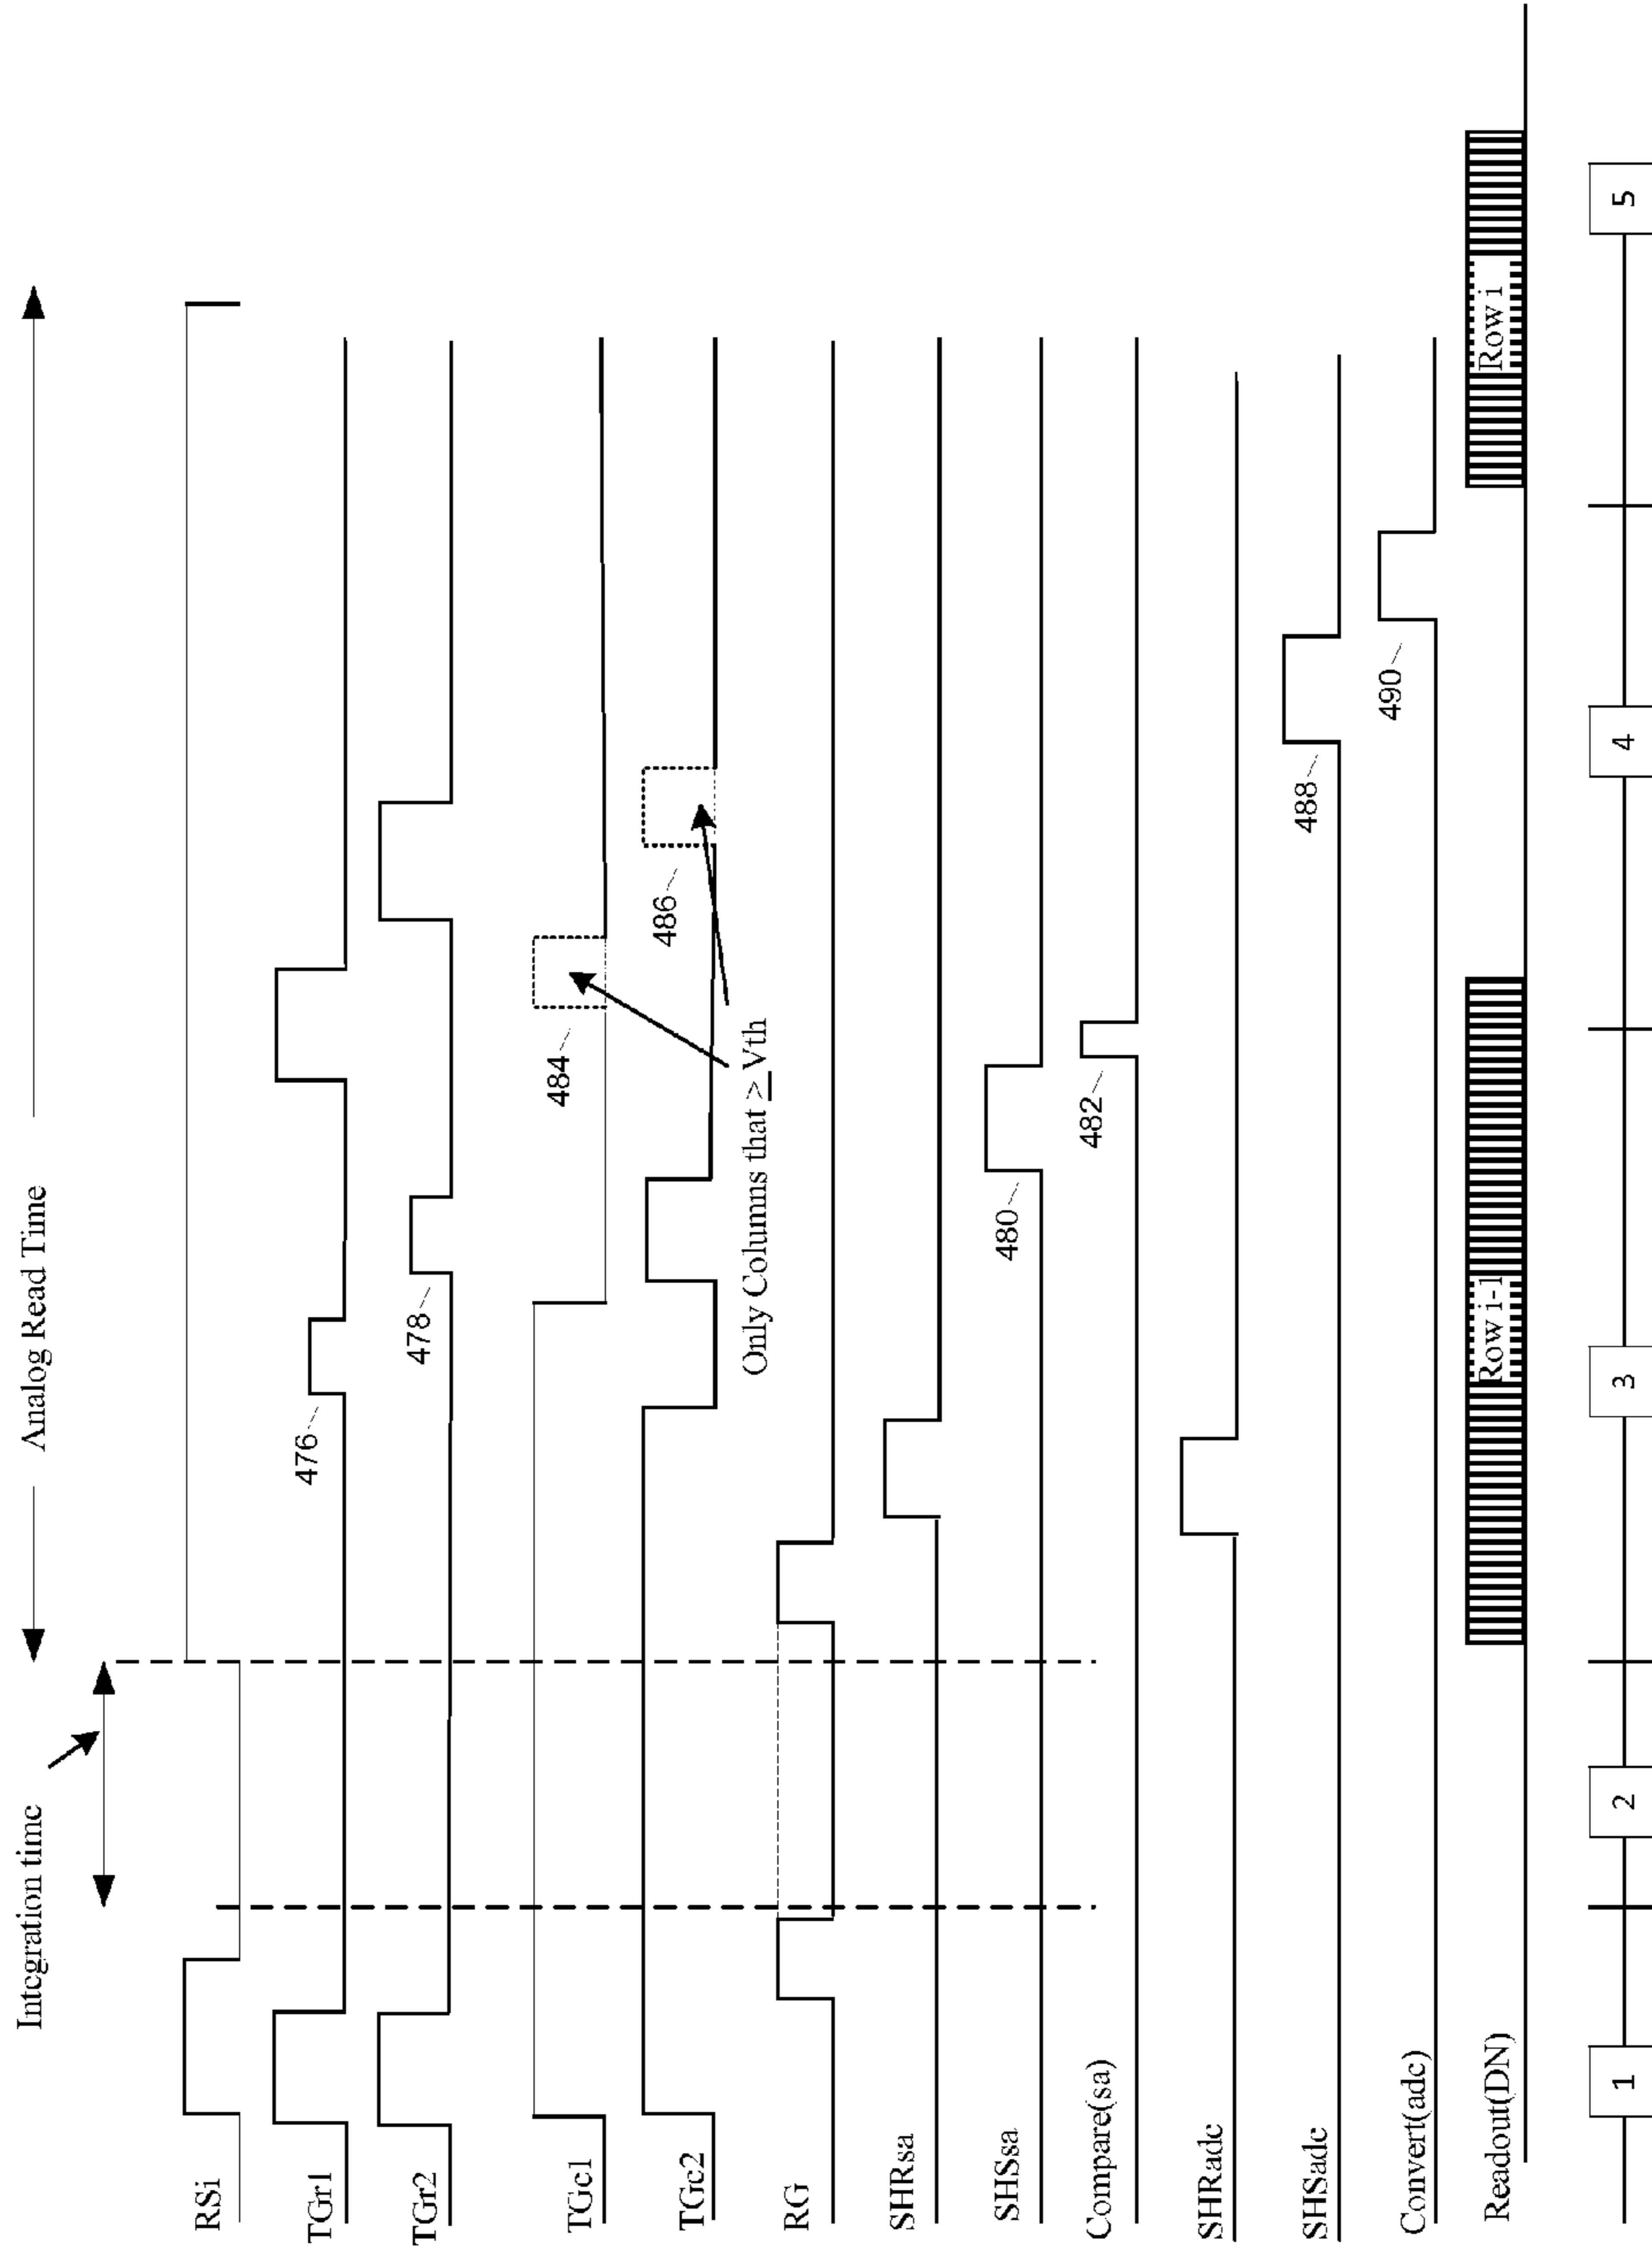 Integration time
Analog Read Time
RSi
TGr1
476
TGr2
478
TGc1
484
TGc2
486
Only Columns that ≥ Vth
RG
SHRsa
SHSsa
480
Compare(sa)
482
SHRadc
SHSadc
488
Convert(adc)
490
Readout(DN)
Row i-1
Row i
1
2
3
4
5